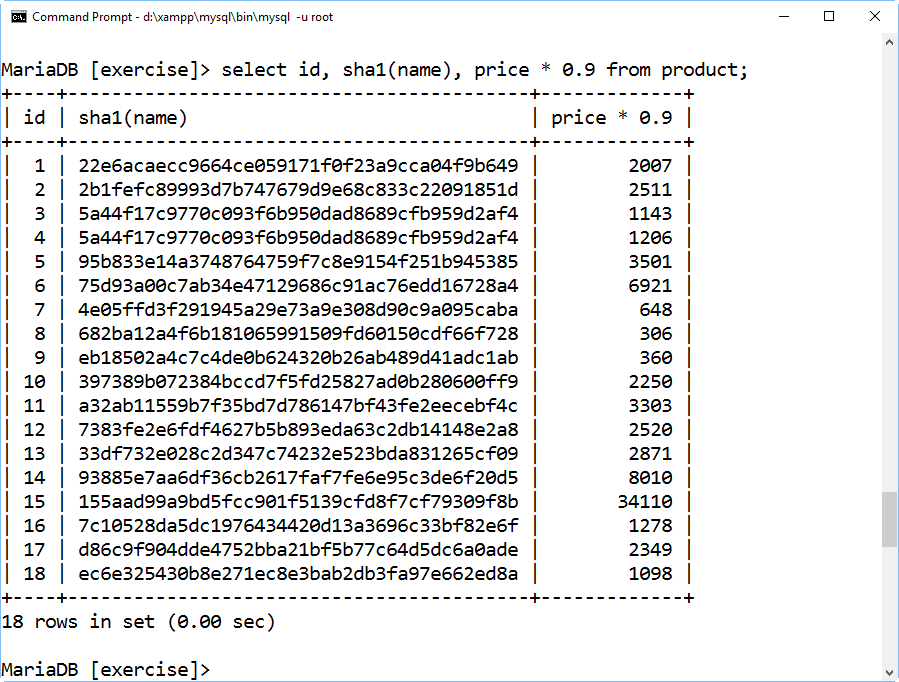 Command Prompt - d:\xampp\mysql\bin\mysql -u root
MariaDB [exercise]> select id, sha1(name), price * 0.9 from product;
+----+------------------------------------------+-------------+
| id | sha1(name)                               | price * 0.9 |
+----+------------------------------------------+-------------+
|  1 | 22e6acaecc9664ce059171f0f23a9cca04f9b649 |        2007 |
|  2 | 2b1fefc89993d7b747679d9e68c833c22091851d |        2511 |
|  3 | 5a44f17c9770c093f6b950dad8689cfb959d2af4 |        1143 |
|  4 | 5a44f17c9770c093f6b950dad8689cfb959d2af4 |        1206 |
|  5 | 95b833e14a3748764759f7c8e9154f251b945385 |        3501 |
|  6 | 75d93a00c7ab34e47129686c91ac76edd16728a4 |        6921 |
|  7 | 4e05ffd3f291945a29e73a9e308d90c9a095caba |         648 |
|  8 | 682ba12a4f6b181065991509fd60150cdf66f728 |         306 |
|  9 | eb18502a4c7c4de0b624320b26ab489d41adc1ab |         360 |
| 10 | 397389b072384bccd7f5fd25827ad0b280600ff9 |        2250 |
| 11 | a32ab11559b7f35bd7d786147bf43fe2eecebf4c |        3303 |
| 12 | 7383fe2e6fdf4627b5b893eda63c2db14148e2a8 |        2520 |
| 13 | 33df732e028c2d347c74232e523bda831265cf09 |        2871 |
| 14 | 93885e7aa6df36cb2617faf7fe6e95c3de6f20d5 |        8010 |
| 15 | 155aad99a9bd5fcc901f5139cfd8f7cf79309f8b |       34110 |
| 16 | 7c10528da5dc1976434420d13a3696c33bf82e6f |        1278 |
| 17 | d86c9f904dde4752bba21bf5b77c64d5dc6a0ade |        2349 |
| 18 | ec6e325430b8e271ec8e3bab2db3fa97e662ed8a |        1098 |
+----+------------------------------------------+-------------+
18 rows in set (0.00 sec)
MariaDB [exercise]>